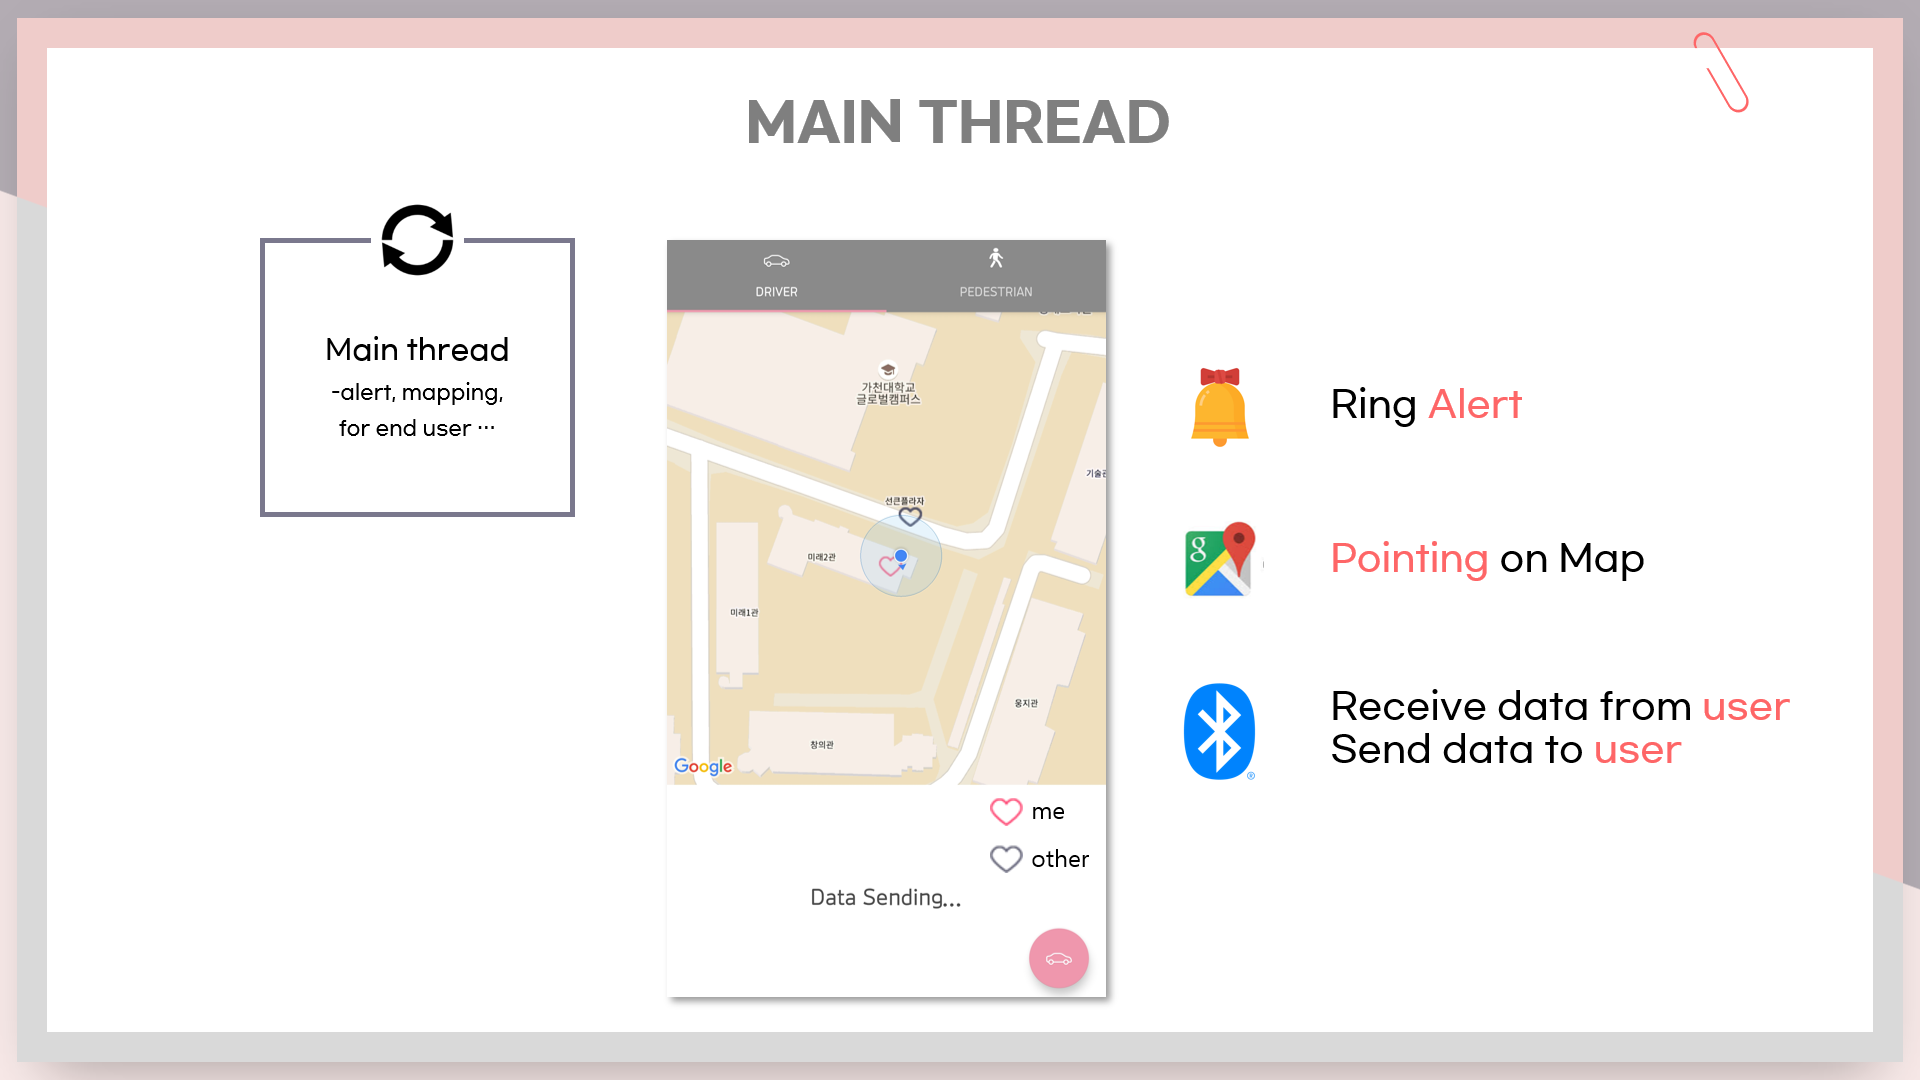 MAIN THREAD
Main thread
-alert, mapping,
for end user ...
DRIVER
PEDESTRIAN
가천대학교
글로벌캠퍼스
기술관
선큰플라자
미래2관
미래1관
웅지관
창의관
Google
me
other
Data Sending...
Ring Alert
g
Pointing on Map
Receive data from user
Send data to user